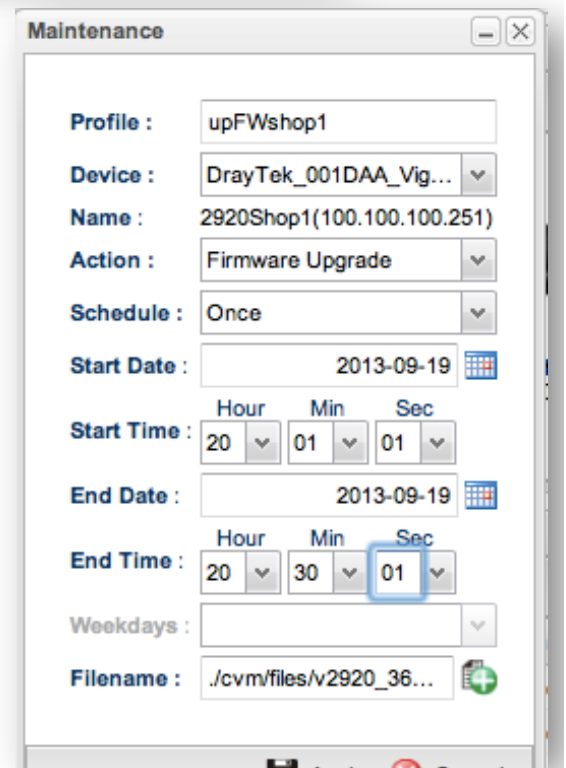 Maintenance
Profile : upFWshop1
Device : DrayTek_001DAA_Vig...
Name : 2920Shop1(100.100.100.251)
Action : Firmware Upgrade
Schedule : Once
Start Date : 2013-09-19
Hour Min Sec
Start Time : 20 01 01
End Date : 2013-09-19
Hour Min Sec
End Time : 20 30 01
Weekdays :
Filename : ./cvm/files/v2920_36...